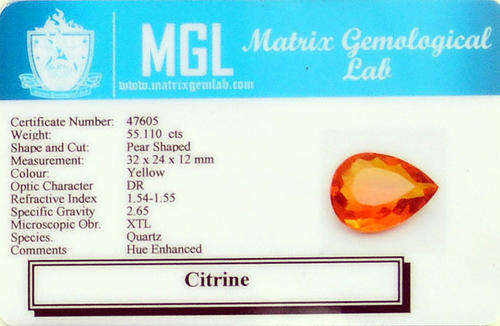 MGL
Matrix Gemological
Lab
www.matrixgemlab.com
Certificate Number: 47605
Weight: 55.110 cts
Shape and Cut: Pear Shaped
Measurement: 32 x 24 x 12 mm
Colour: Yellow
Optic Character DR
Refractive Index 1.54-1.55
Specific Gravity 2.65
Microscopic Obr. XTL
Species. Quartz
Comments Hue Enhanced
Citrine